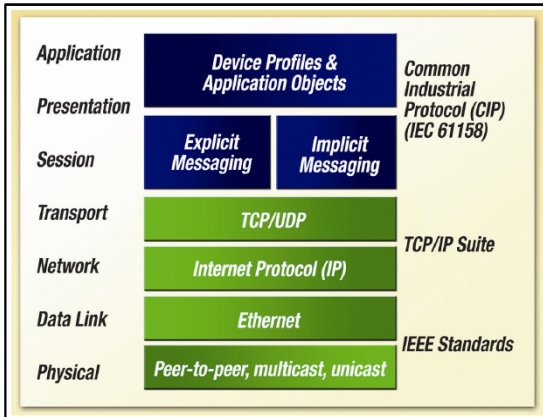 Application
Presentation
Session
Transport
Network
Data Link
Physical
Device Profiles &
Application Objects
Explicit
Messaging
Implicit
Messaging
TCP/UDP
Internet Protocol (IP)
Ethernet
Peer-to-peer, multicast, unicast
Common
Industrial
Protocol (CIP)
(IEC 61158)
TCP/IP Suite
IEEE Standards